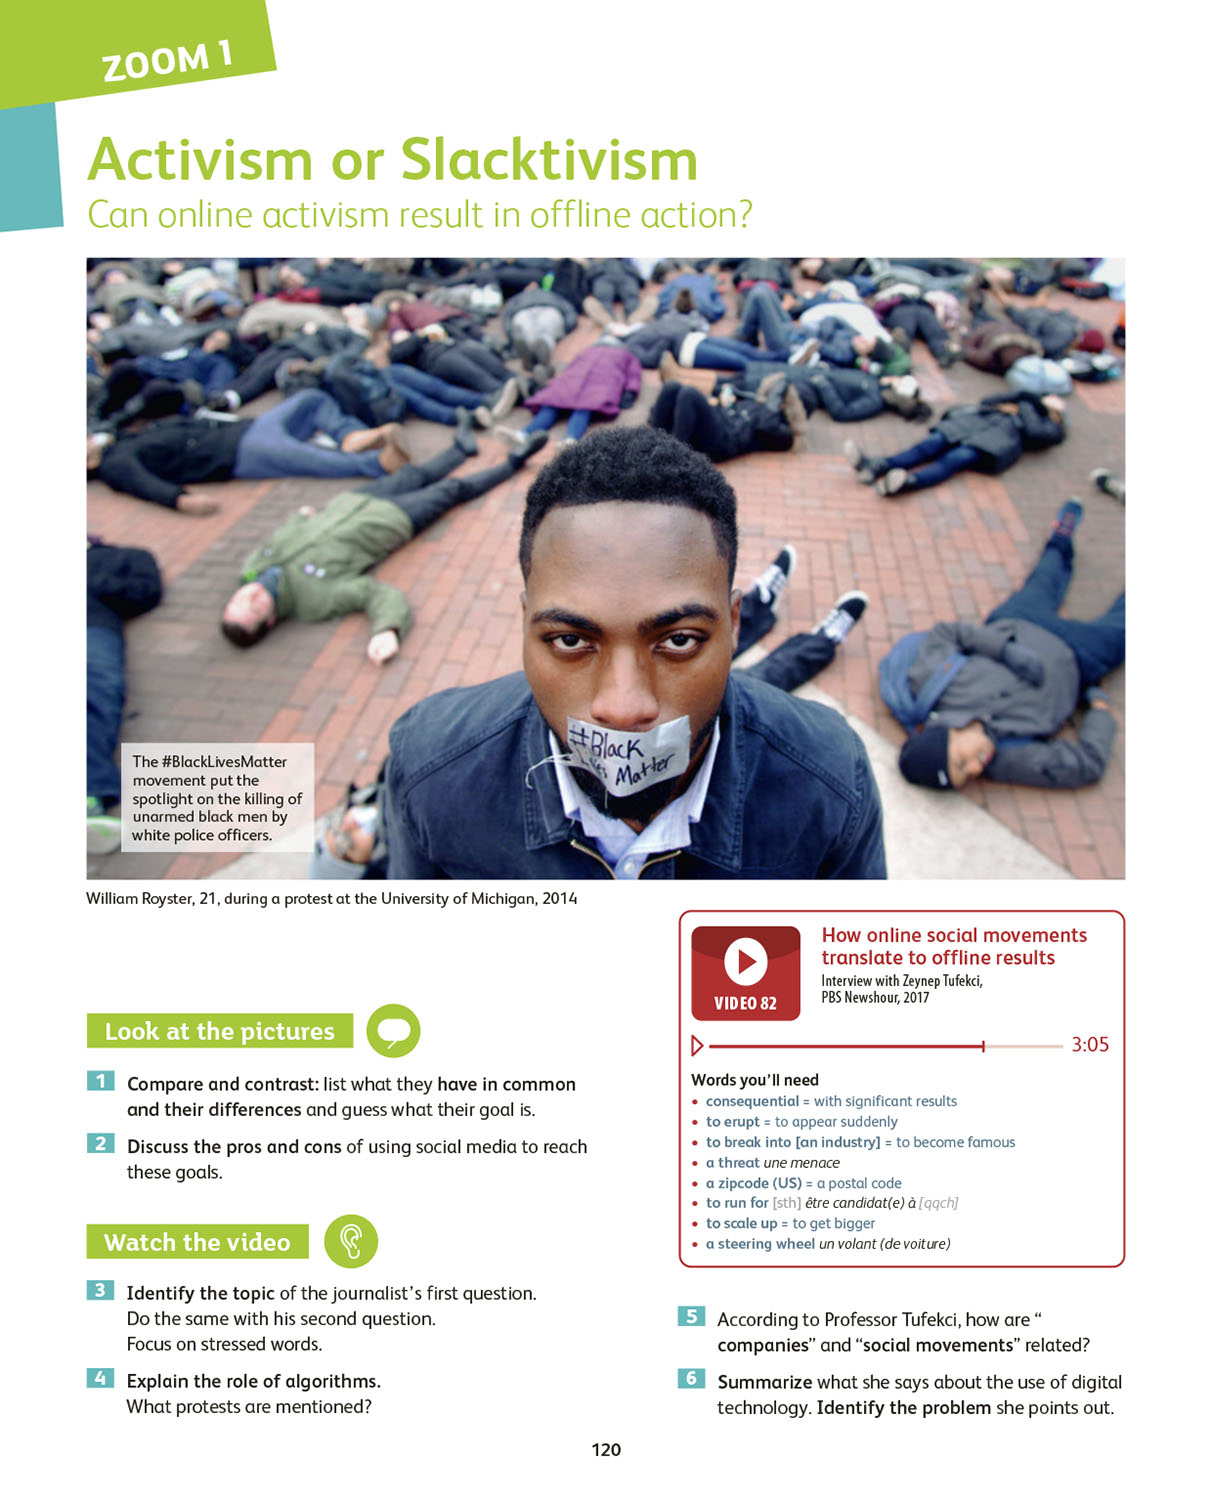 ZOOM 1
Activism or Slacktivism
Can online activism result in offline action?
#Black
Matter
The #BlackLivesMatter
movement put the
spotlight on the killing of
unarmed black men by
white police officers.
William Royster, 21, during a protest at the University of Michigan, 2014
Look at the pictures
1 Compare and contrast: list what they have in common
and their differences and guess what their goal is.
2 Discuss the pros and cons of using social media to reach
these goals.
Watch the video
3 Identify the topic of the journalist's first question.
Do the same with his second question.
Focus on stressed words.
4 Explain the role of algorithms.
What protests are mentioned?
VIDEO 82
How online social movements
translate to offline results
Interview with Zeynep Tufekci,
PBS Newshour, 2017
3:05
Words you'll need
• consequential = with significant results
• to erupt = to appear suddenly
• to break into [an industry] = to become famous
• a threat une menace
• a zipcode (US) = a postal code
• to run for [sth] être candidat(e) à [qqch]
• to scale up = to get bigger
• a steering wheel un volant (de voiture)
5 According to Professor Tufekci, how are "
companies" and "social movements" related?
6 Summarize what she says about the use of digital
technology. Identify the problem she points out.
120